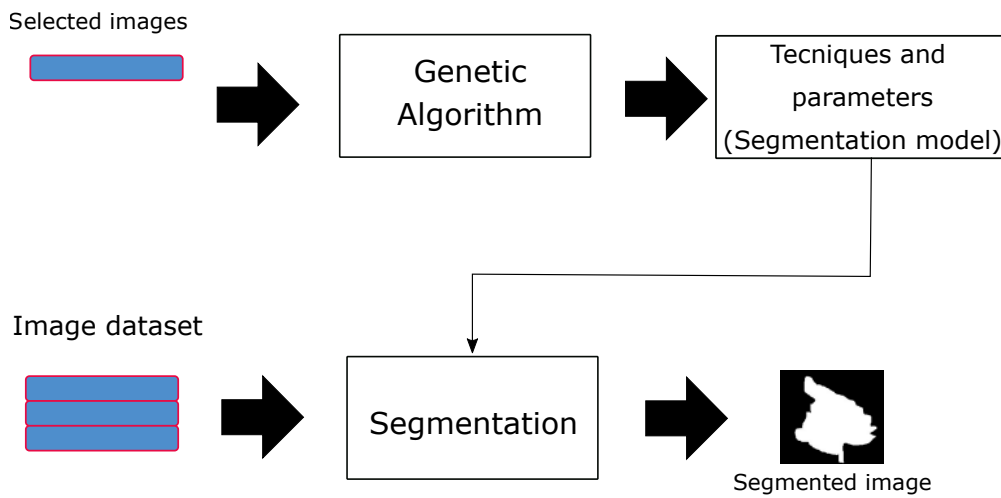 Selected images
Genetic
Algorithm
Tecniques and
parameters
(Segmentation model)
Image dataset
Segmentation
Segmented image